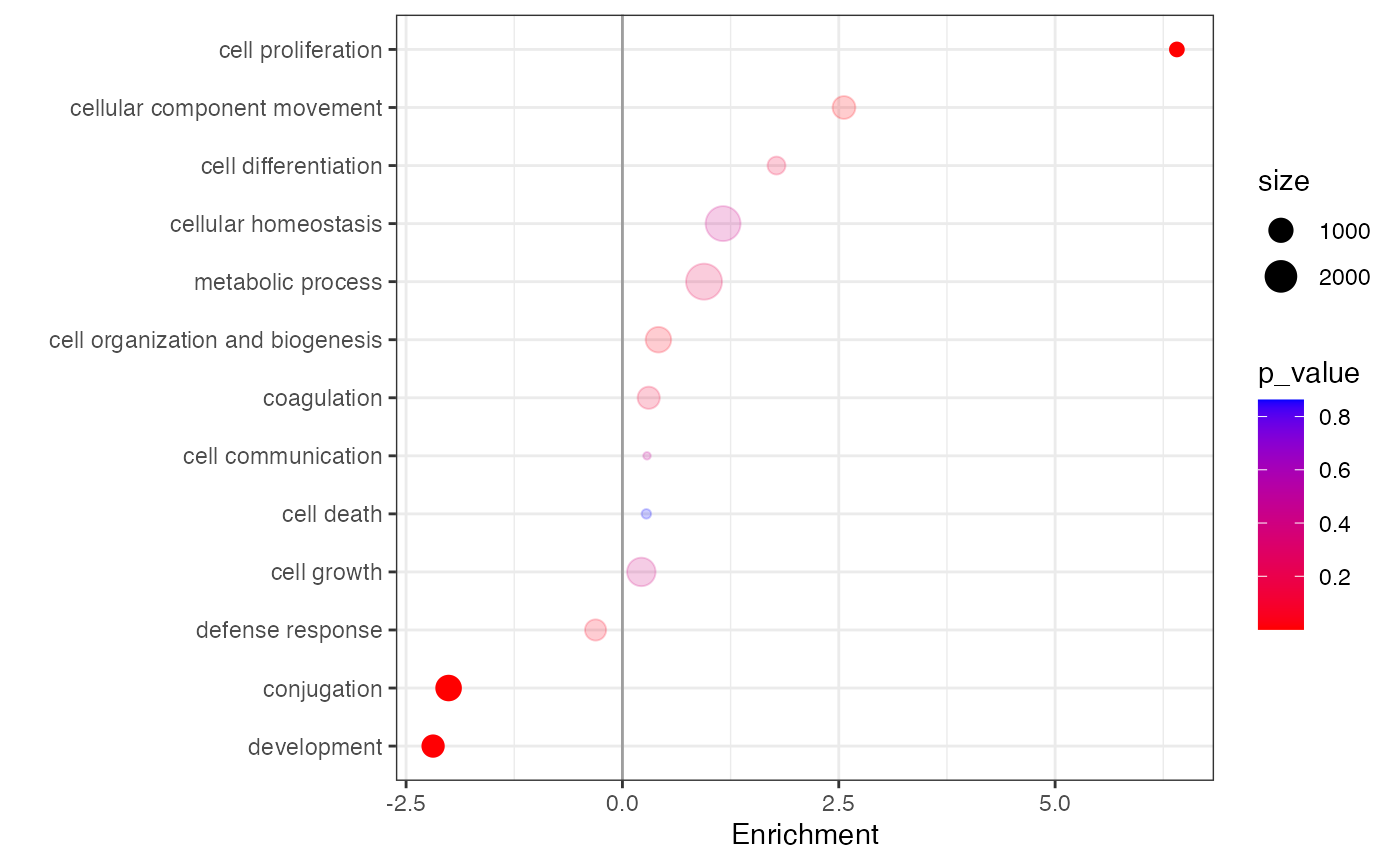 cell proliferation
cellular component movement
cell differentiation
cellular homeostasis
metabolic process
cell organization and biogenesis
coagulation
cell communication
cell death
cell growth
defense response
conjugation
development
-2.5 0.0 2.5 5.0
Enrichment
size
1000
2000
p_value
0.8
0.6
0.4
0.2